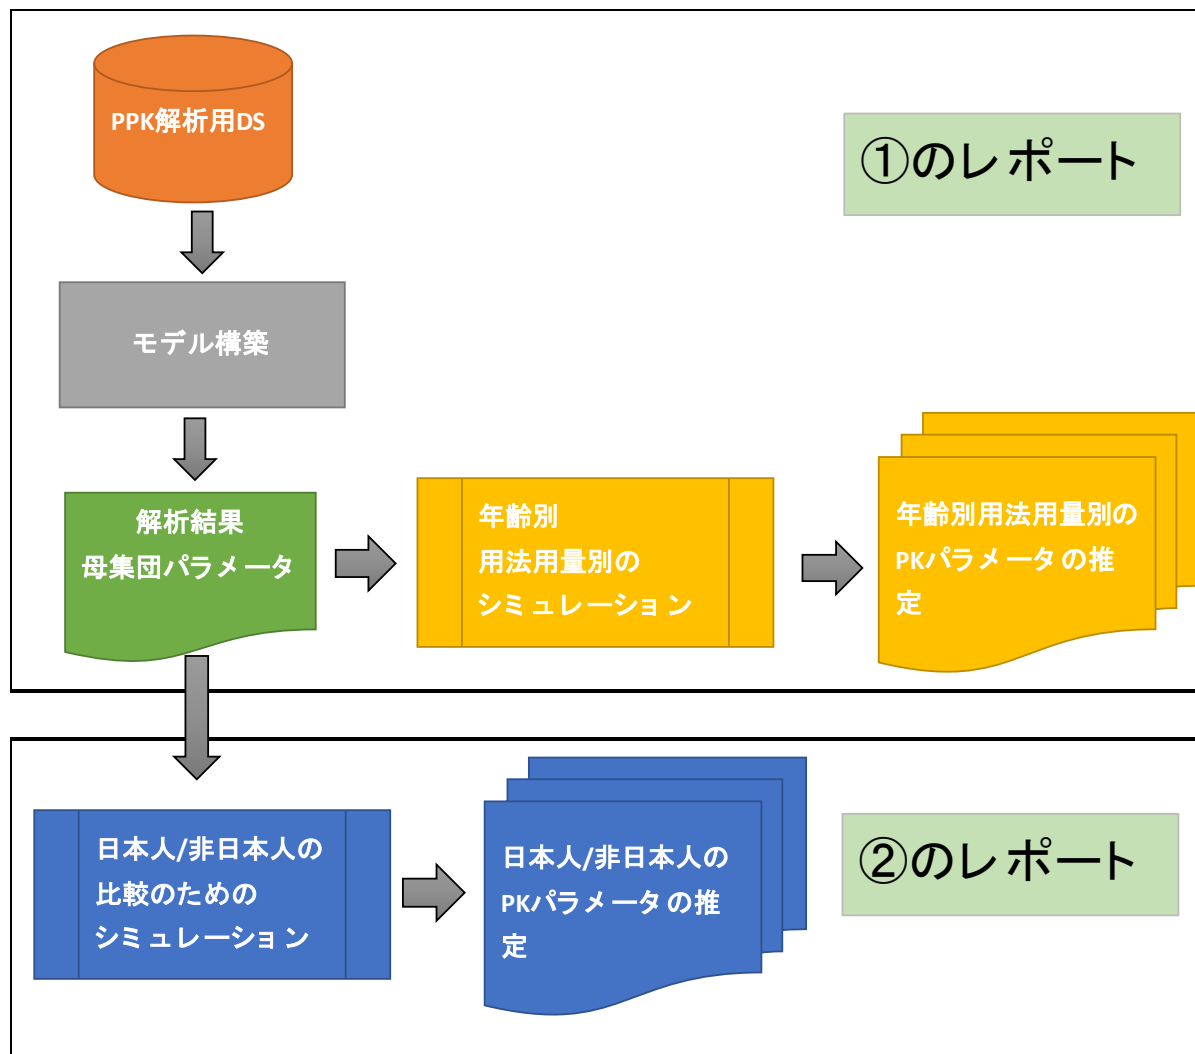 PPK解析用DS
①のレポート
モデル構築
解析結果
母集団パラメータ
年齢別
用法用量別の
シミュレーション
年齢別用法用量別の
PKパラメータの推
定
日本人/非日本人の
比較のための
シミュレーション
日本人/非日本人の
PKパラメータの推
定
②のレポート